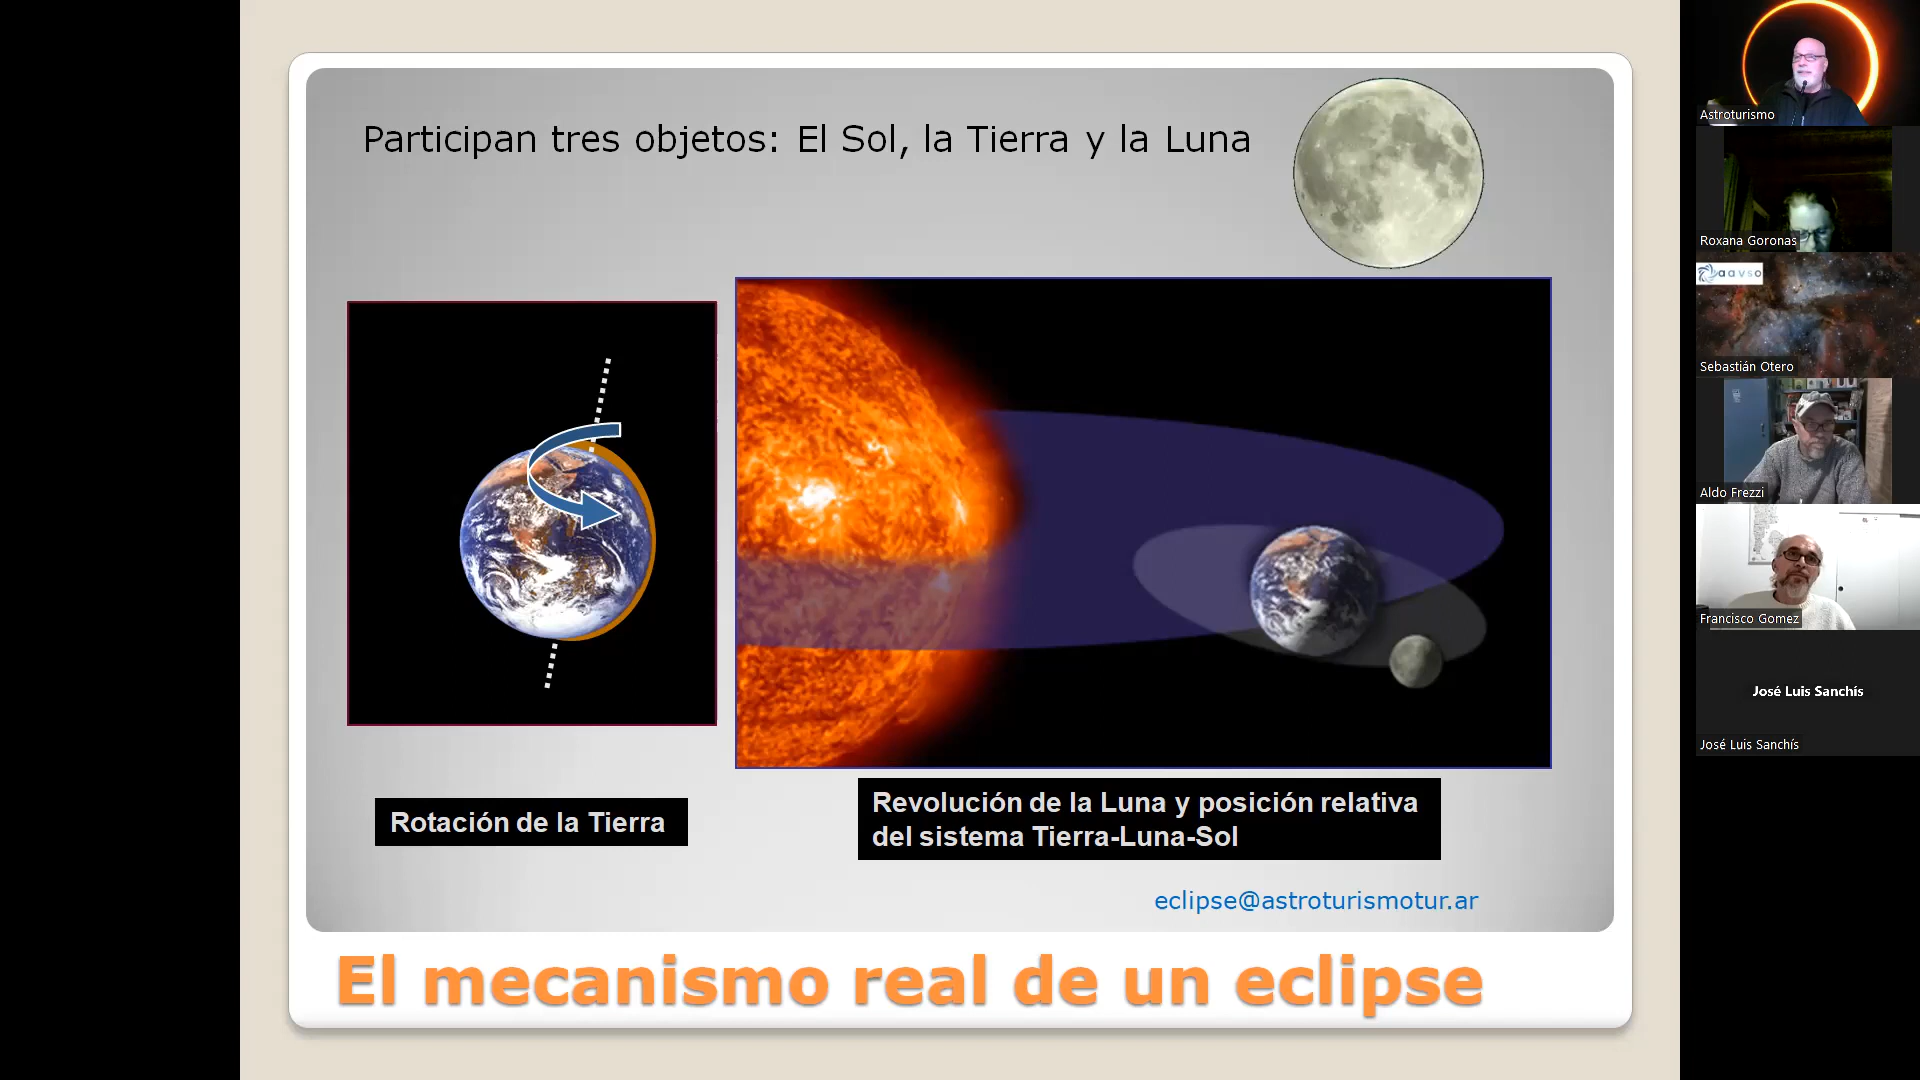 Participan tres objetos: El Sol, la Tierra y la Luna
Rotación de la Tierra
Revolución de la Luna y posición relativa
del sistema Tierra-Luna-Sol
eclipse@astroturismotur.ar
El mecanismo real de un eclipse
Astroturismo
Roxana Goronas
aavso
Sebastián Otero
Aldo Frezzi
Francisco Gomez
José Luis Sanchís
José Luis Sanchís